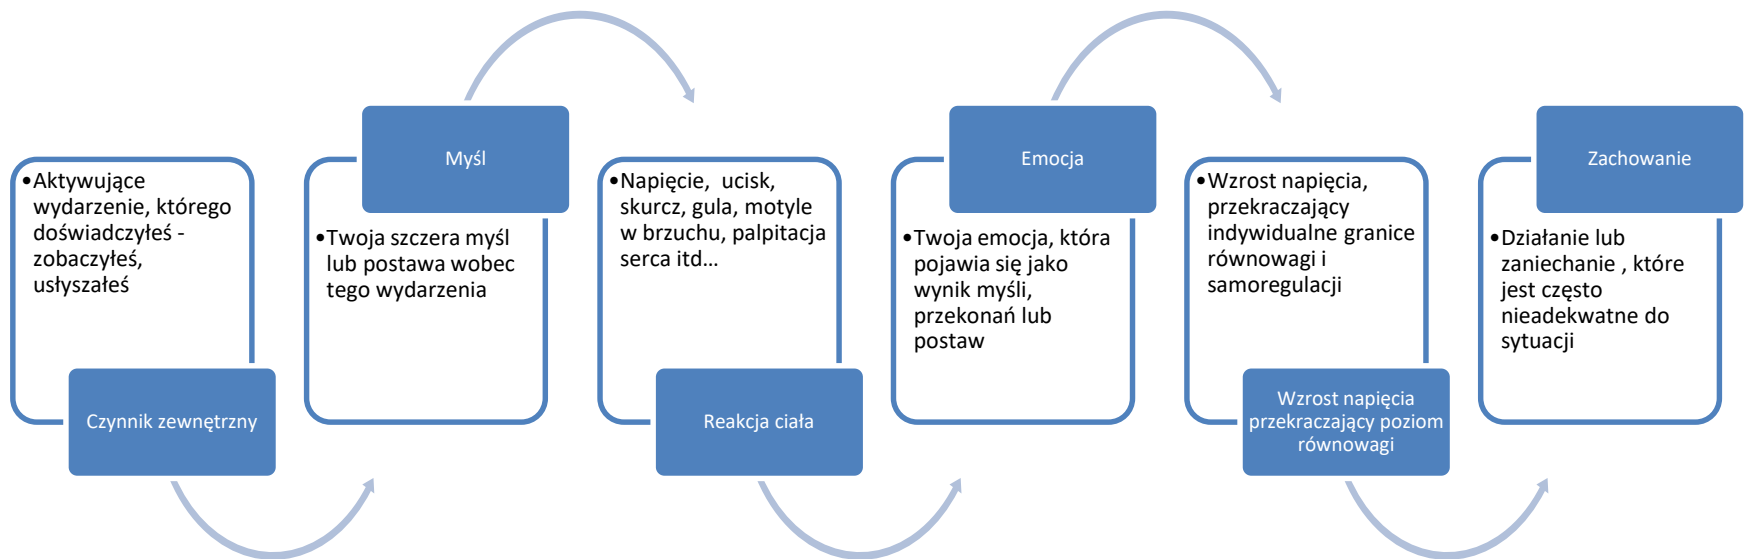 •Aktywujące
wydarzenie, którego
doświadczyłeś -
zobaczyłeś,
usłyszałeś
Czynnik zewnętrzny
Myśl
•Twoja szczera myśl
lub postawa wobec
tego wydarzenia
•Napięcie, ucisk,
skurcz, gula, motyle
w brzuchu, palpitacja
serca itd...
Reakcja ciała
Emocja
•Twoja emocja, która
pojawia się jako
wynik myśli,
przekonań lub
postaw
•Wzrost napięcia,
przekraczający
indywidualne granice
równowagi i
samoregulacji
Wzrost napięcia
przekraczający poziom
równowagi
Zachowanie
•Działanie lub
zaniechanie , które
jest często
nieadekwatne do
sytuacji